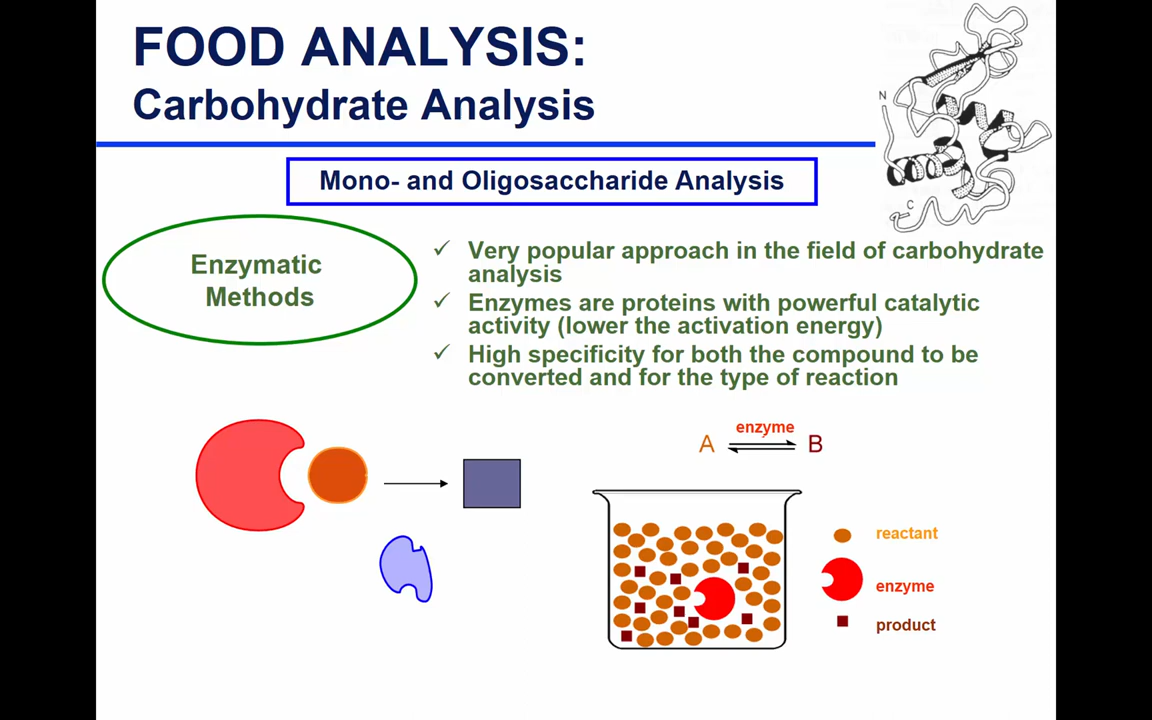 FOOD ANALYSIS:
Carbohydrate Analysis
N
C
Mono- and Oligosaccharide Analysis
Enzymatic
Methods
✓ Very popular approach in the field of carbohydrate
analysis
✓ Enzymes are proteins with powerful catalytic
activity (lower the activation energy)
✓ High specificity for both the compound to be
converted and for the type of reaction
enzyme
A B
reactant
enzyme
product